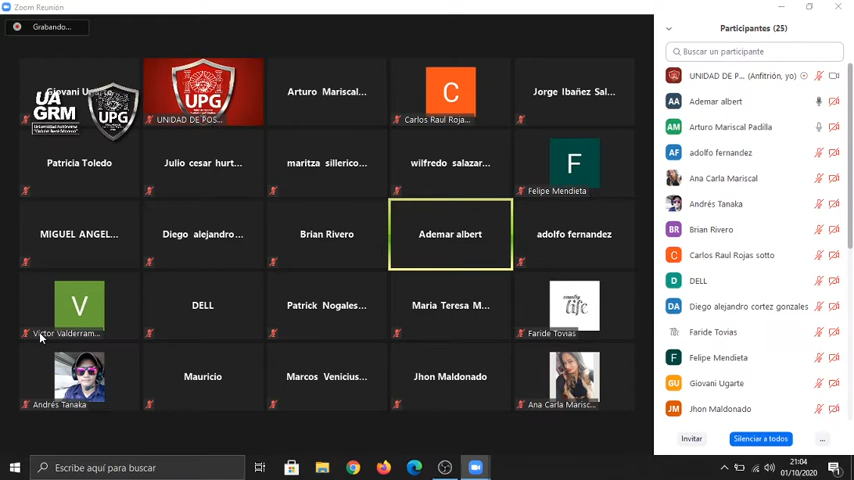 Zoom Reunión
Grabando...
Participantes (25)
Buscar un participante
Giovani Ugarte
UAGRM
UPG
UPG
UNIDAD DE POS...
Arturo Mariscal...
C
Carlos Raul Roja...
Jorge Ibañez Sal...
Patricia Toledo
Julio cesar hurt...
maritza sillerico...
wilfredo salazar...
F
Felipe Mendieta
MIGUEL ANGEL...
Diego alejandro...
Brian Rivero
Ademar albert
adolfo fernandez
V
Victor Valderram...
DELL
Patrick Nogales...
Maria Teresa M...
life
Faride Tovias
Andrés Tanaka
Mauricio
Marcos Venicius...
Jhon Maldonado
Ana Carla Marisc...
UNIDAD DE P... (Anfitrión, yo)
AA Ademar albert
AM Arturo Mariscal Padilla
AF adolfo fernandez
Ana Carla Mariscal
Andrés Tanaka
BR Brian Rivero
C Carlos Raul Rojas sotto
D DELL
DA Diego alejandro cortez gonzales
Faride Tovias
F Felipe Mendieta
GU Giovani Ugarte
JM Jhon Maldonado
Invitar
Silenciar a todos
...
Escribe aquí para buscar
21:04
01/10/2020